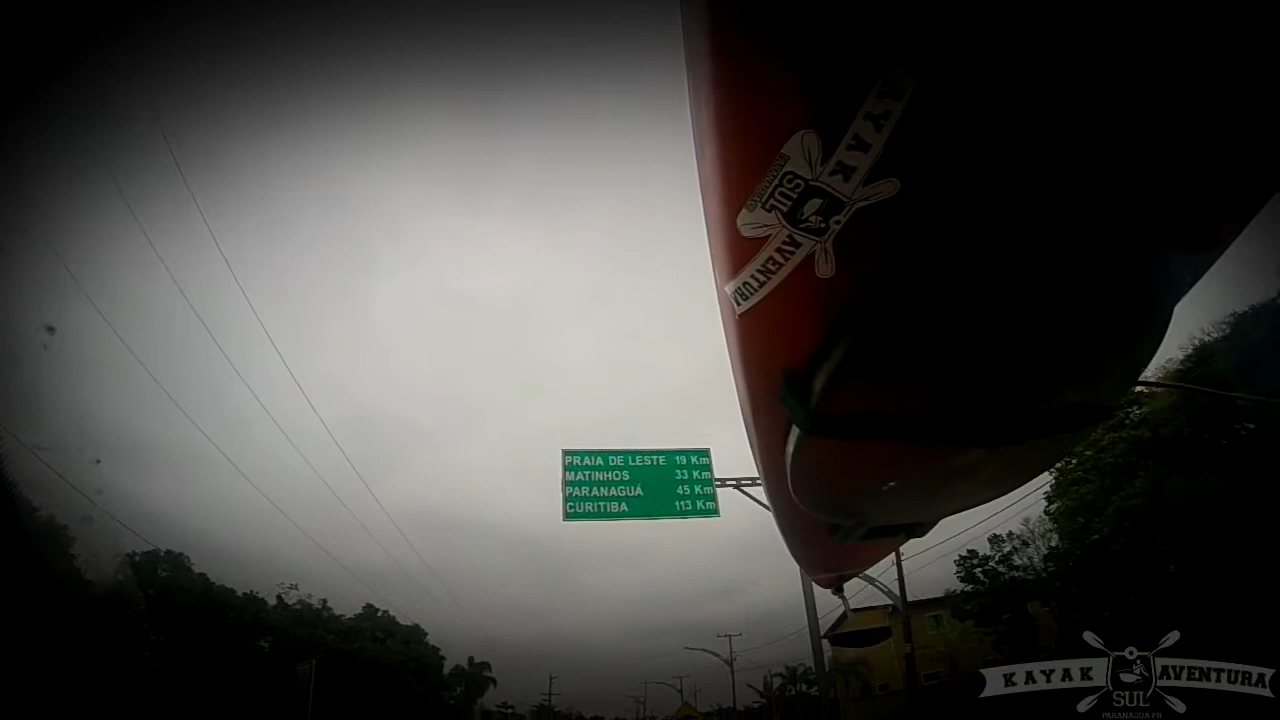 KAYAK
SUL
AVENTURA
PRAIA DE LESTE 19 Km
MATINHOS 33 Km
PARANAGUÁ 45 Km
CURITIBA 113 Km
KAYAK AVENTURA
SUL
PARANAGUA-PR